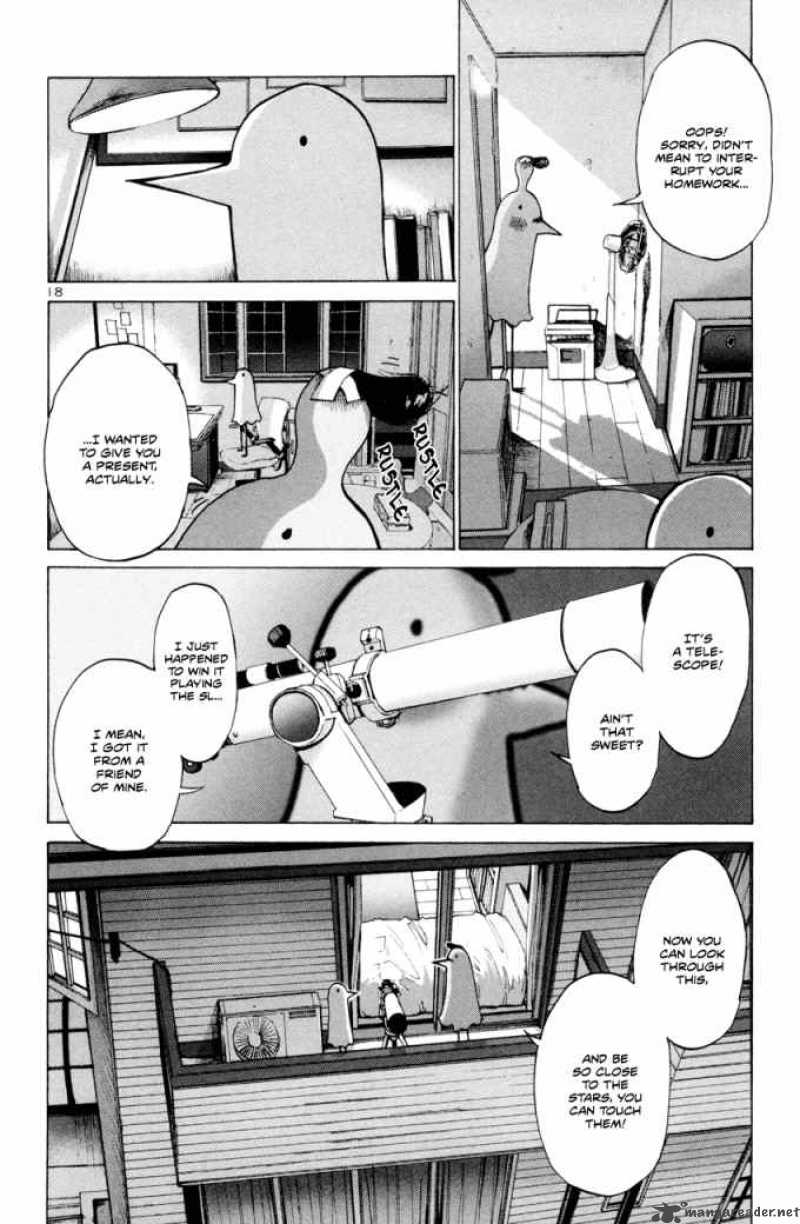 OOPS!
SORRY, DIDN'T
MEAN TO INTER-
RUPT YOUR
HOMEWORK...
18
...I WANTED
TO GIVE YOU
A PRESENT,
ACTUALLY.
RUSTLE
RUSTLE
IT'S
A TELE-
SCOPE!
AIN'T
THAT
SWEET?
I JUST
HAPPENED
TO WIN IT
PLAYING
THE SL...
I MEAN,
I GOT IT
FROM A
FRIEND
OF MINE.
NOW YOU
CAN LOOK
THROUGH
THIS,
AND BE
SO CLOSE
TO THE
STARS, YOU
CAN TOUCH
THEM!
mangareader.net